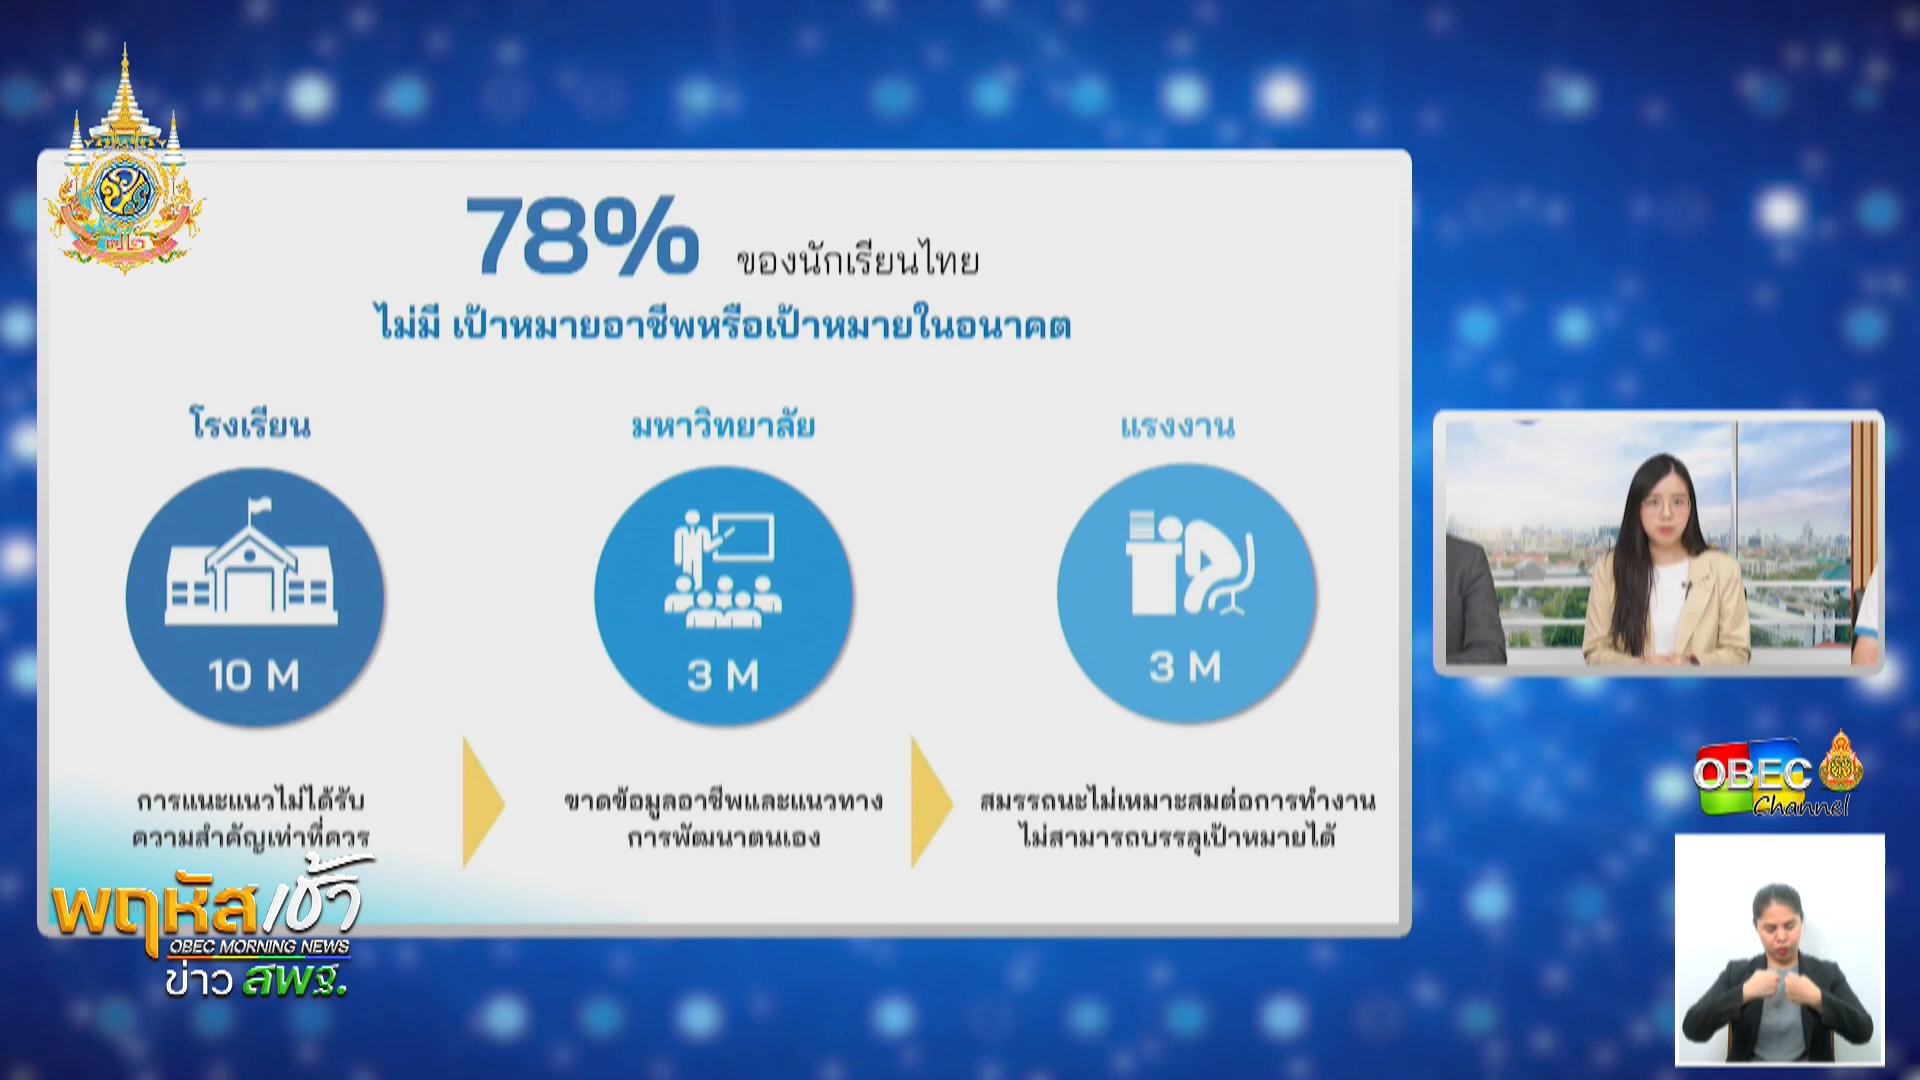 78% ของนักเรียนไทย
ไม่มี เป้าหมายอาชีพหรือเป้าหมายในอนาคต
โรงเรียน
มหาวิทยาลัย
แรงงาน
10 M
3 M
3 M
การแนะแนวไม่ได้รับ
ความสำคัญเท่าที่ควร
ขาดข้อมูลอาชีพและแนวทาง
การพัฒนาตนเอง
สมรรถนะไม่เหมาะสมต่อการทำงาน
ไม่สามารถบรรลุเป้าหมายได้
พฤหัสเช้า
OBEC MORNING NEWS
ข่าว สพฐ.
OBEC
Channel
๗๒